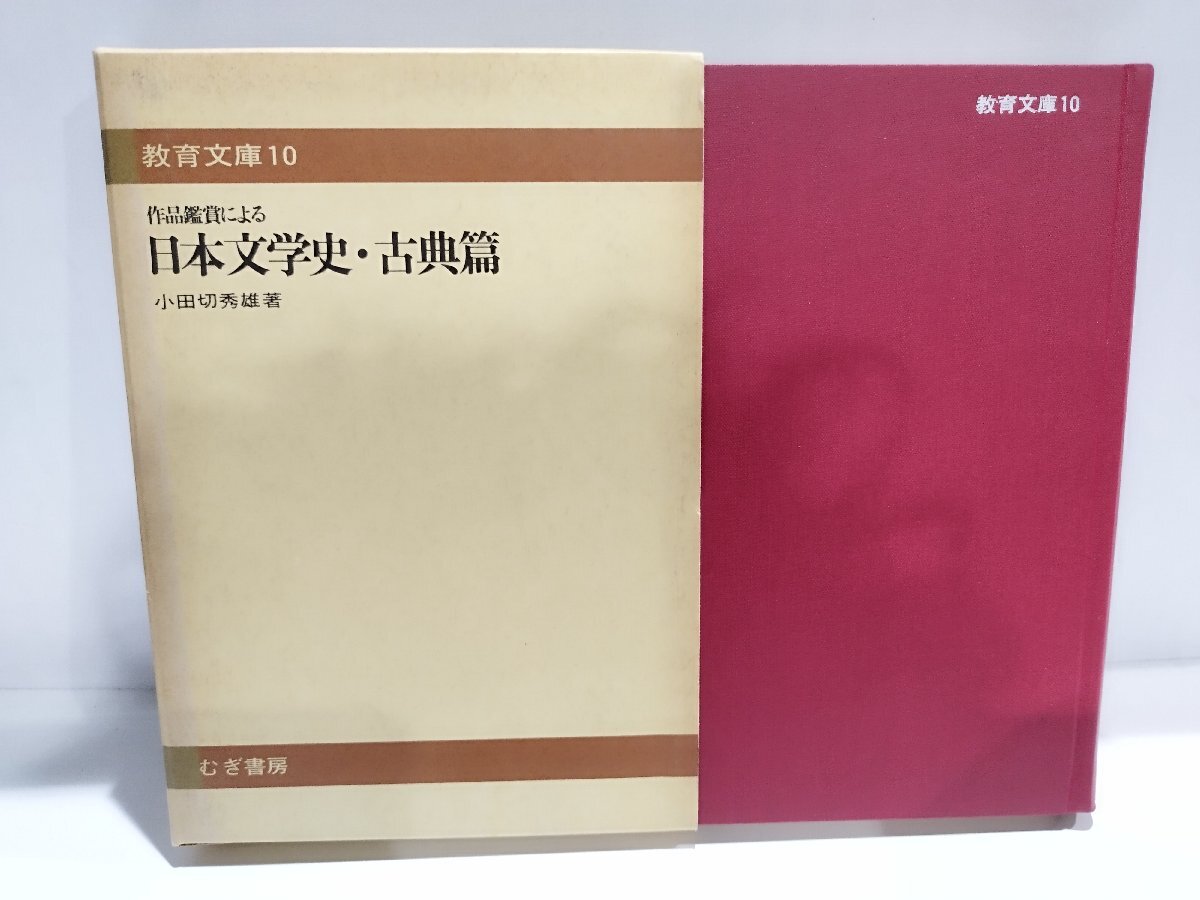 教育文庫10
作品鑑賞による
日本文学史・古典篇
小田切秀雄著
むぎ書房
教育文庫10